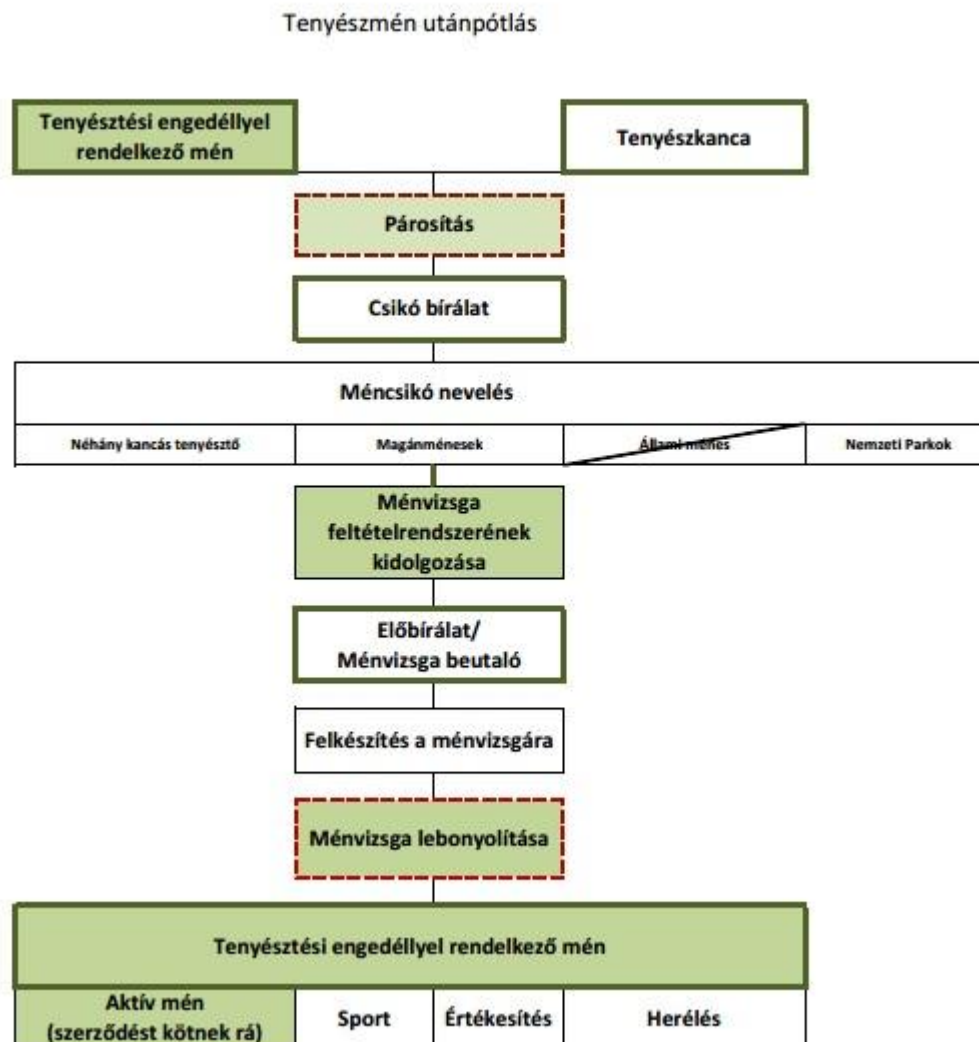 Tenyészmén utánpótlás
Tenyésztési engedéllyel
rendelkező mén
Tenyészkanca
Párosítás
Csikó bírálat
Méncsikó nevelés
Néhány kancás tenyésztő
Magánménesek
Állami ménes
Nemzeti Parkok
Ménvizsga
feltételrendszerének
kidolgozása
Előbírálat/
Ménvizsga beutaló
Felkészítés a ménvizsgára
Ménvizsga lebonyolítása
Tenyésztési engedéllyel rendelkező mén
Aktív mén
(szerződést kötnek rá)
Sport
Értékesítés
Herélés